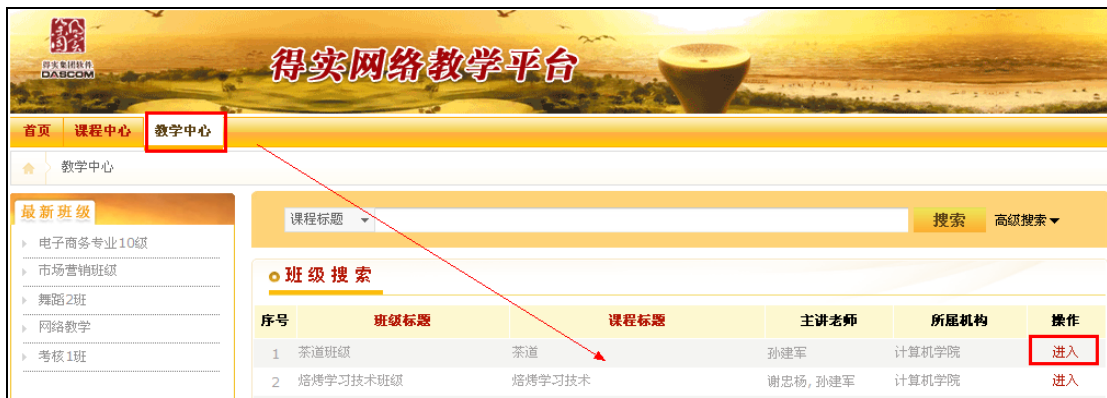 得实集团软件
DASCOM
得实网络教学平台
首页 课程中心 教学中心
教学中心
最新班级
电子商务专业10级
市场营销班级
舞蹈2班
网络教学
考核1班
课程标题 搜索 高级搜索
班级搜索
序号 班级标题 课程标题 主讲老师 所属机构 操作
1 茶道班级 茶道 孙建军 计算机学院 进入
2 焙烤学习技术班级 焙烤学习技术 谢忠杨, 孙建军 计算机学院 进入